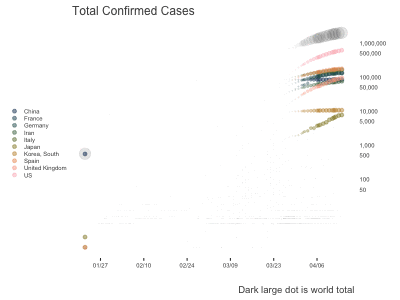 Total Confirmed Cases
1,000,000
500,000
100,000
50,000
10,000
5,000
1,000
500
100
50
China
France
Germany
Iran
Italy
Japan
Korea, South
Spain
United Kingdom
US
01/27 02/10 02/24 03/09 03/23 04/06
Dark large dot is world total